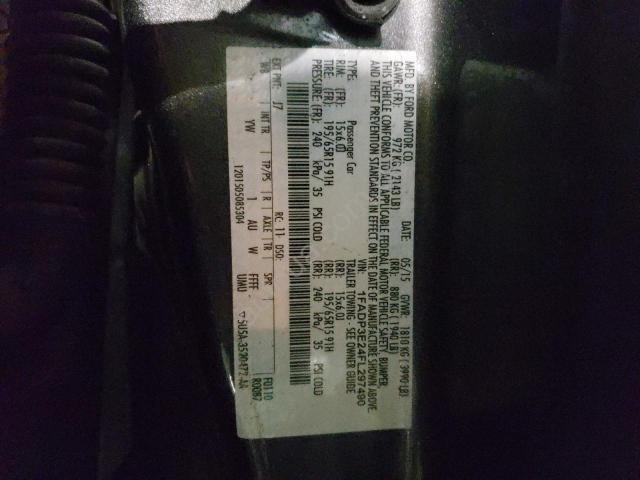 MFD. BY FORD MOTOR CO.
DATE: 05/15 GVWR: 1810 KG ( 3990 LB)
GAWR: (FR): 972 KG ( 2143 LB) (RR): 880 KG ( 1940 LB)
THIS VEHICLE CONFORMS TO ALL APPLICABLE FEDERAL MOTOR VEHICLE SAFETY, BUMPER,
AND THEFT PREVENTION STANDARDS IN EFFECT ON THE DATE OF MANUFACTURE SHOWN ABOVE.
VIN: 1FADP3E24FL297490
TYPE: Passenger Car TRAILER TOWING - SEE OWNER GUIDE
RIM: (FR): 15x6.0J (RR): 15x6.0J
TIRE: (FR): 195/65R15 91H (RR): 195/65R15 91H
PRESSURE: (FR): 240 kPa/ 35 PSI COLD (RR): 240 kPa/ 35 PSI COLD
EXT PNT: J7 RC: 11 DSO: F0110
WB INT TR TP/PS R AXLE TR SPR R0087
YW 1 AU W FFFF UWU
1201505085304 5U5A-3520472-AA